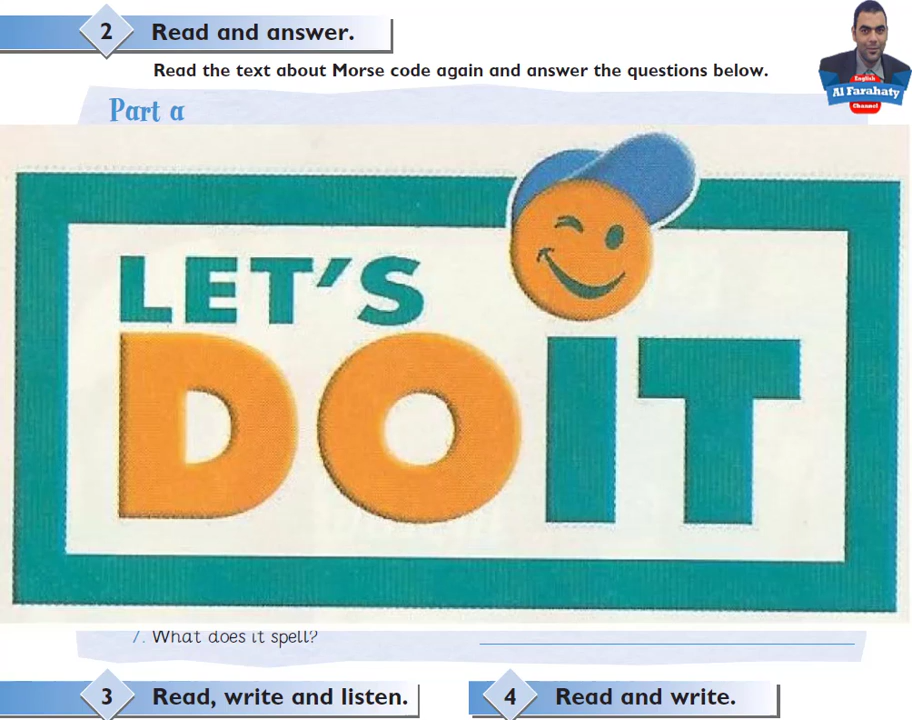 2 Read and answer.
Read the text about Morse code again and answer the questions below.
English
Al Farahaty
Channel
Part a
LET'S
DO IT
7. What does it spell?
3 Read, write and listen.
4 Read and write.